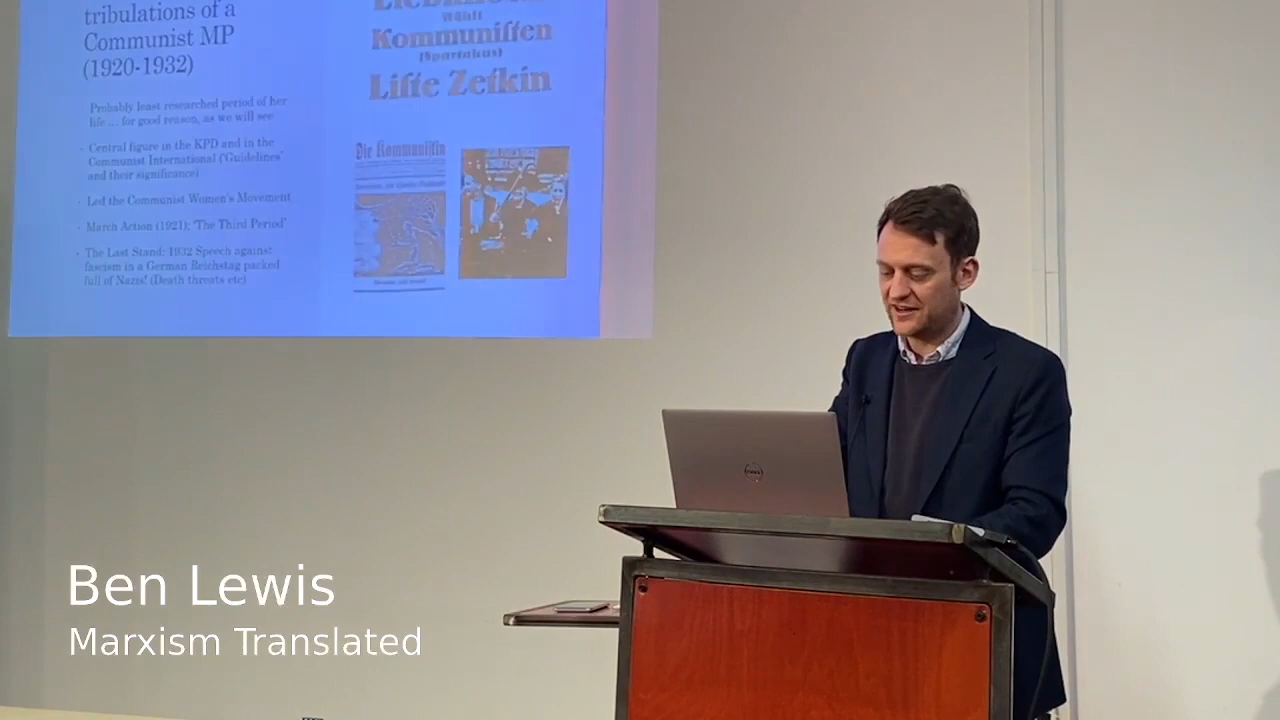 tribulations of a
Communist MP
(1920-1932)
Probably least researched period of her
life ... for good reason, as we will see
Central figure in the KPD and in the
Communist International ('Guidelines'
and their significance)
Led the Communist Women's Movement
March Action (1921); 'The Third Period'
The Last Stand: 1932 Speech against
fascism in a German Reichstag packed
full of Nazis! (Death threats etc)
Wählt
Kommunisten
(Spartakus)
Liste Zetkin
Die Kommunistin
DELL
Ben Lewis
Marxism Translated